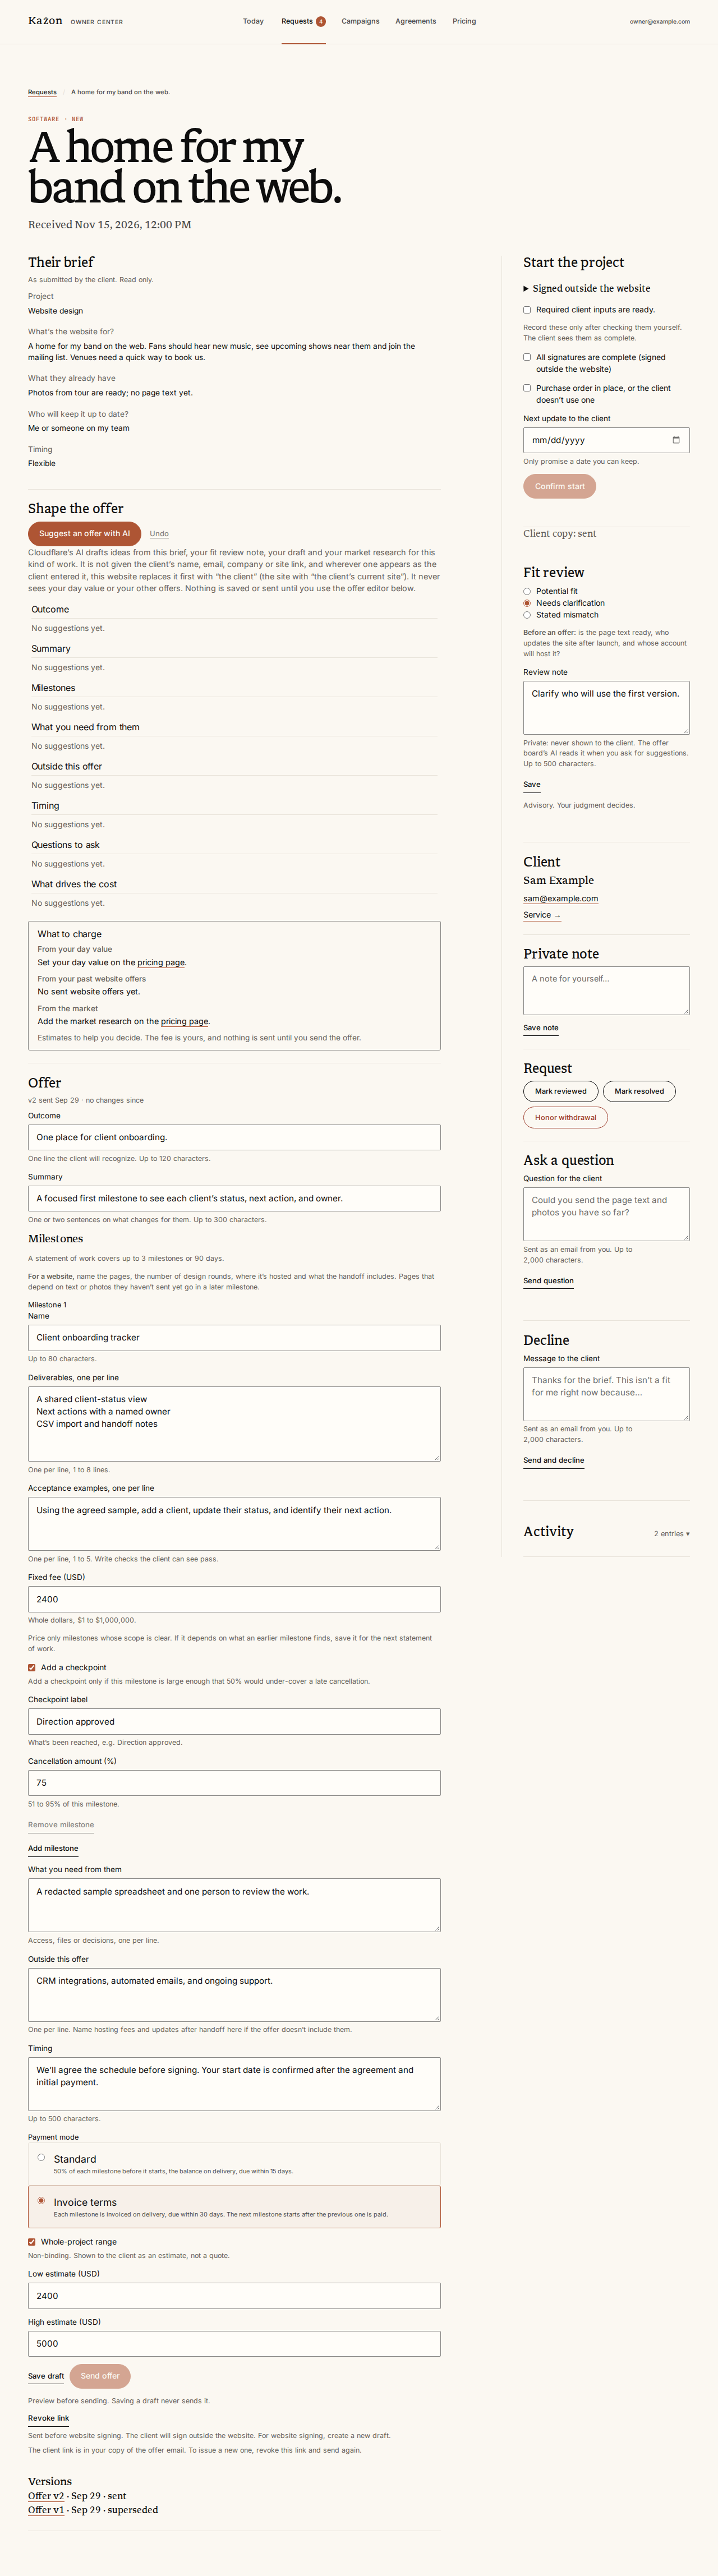 Kazon OWNER CENTER
Today
Requests 4
Campaigns
Agreements
Pricing
owner@example.com
Requests / A home for my band on the web.
SOFTWARE · NEW
A home for my
band on the web.
Received Nov 15, 2026, 12:00 PM
Their brief
As submitted by the client. Read only.
Project
Website design
What's the website for?
A home for my band on the web. Fans should hear new music, see upcoming shows near them and join the
mailing list. Venues need a quick way to book us.
What they already have
Photos from tour are ready; no page text yet.
Who will keep it up to date?
Me or someone on my team
Timing
Flexible
Shape the offer
Suggest an offer with AI
Undo
Cloudflare's AI drafts ideas from this brief, your fit review note, your draft and your market research for this
kind of work. It is not given the client's name, email, company or site link, and wherever one appears as the
client entered it, this website replaces it first with “the client” (the site with “the client's current site”). It never
sees your day value or your other offers. Nothing is saved or sent until you use the offer editor below.
Outcome
No suggestions yet.
Summary
No suggestions yet.
Milestones
No suggestions yet.
What you need from them
No suggestions yet.
Outside this offer
No suggestions yet.
Timing
No suggestions yet.
Questions to ask
No suggestions yet.
What drives the cost
No suggestions yet.
What to charge
From your day value
Set your day value on the pricing page.
From your past website offers
No sent website offers yet.
From the market
Add the market research on the pricing page.
Estimates to help you decide. The fee is yours, and nothing is sent until you send the offer.
Offer
v2 sent Sep 29 · no changes since
Outcome
One place for client onboarding.
One line the client will recognize. Up to 120 characters.
Summary
A focused first milestone to see each client's status, next action, and owner.
One or two sentences on what changes for them. Up to 300 characters.
Milestones
A statement of work covers up to 3 milestones or 90 days.
For a website, name the pages, the number of design rounds, where it's hosted and what the handoff includes. Pages that
depend on text or photos they haven't sent yet go in a later milestone.
Milestone 1
Name
Client onboarding tracker
Up to 80 characters.
Deliverables, one per line
A shared client-status view
Next actions with a named owner
CSV import and handoff notes
One per line, 1 to 8 lines.
Acceptance examples, one per line
Using the agreed sample, add a client, update their status, and identify their next action.
One per line, 1 to 5. Write checks the client can see pass.
Fixed fee (USD)
2400
Whole dollars, $1 to $1,000,000.
Price only milestones whose scope is clear. If it depends on what an earlier milestone finds, save it for the next statement
of work.
Add a checkpoint
Add a checkpoint only if this milestone is large enough that 50% would under-cover a late cancellation.
Checkpoint label
Direction approved
What's been reached, e.g. Direction approved.
Cancellation amount (%)
75
51 to 95% of this milestone.
Remove milestone
Add milestone
What you need from them
A redacted sample spreadsheet and one person to review the work.
Access, files or decisions, one per line.
Outside this offer
CRM integrations, automated emails, and ongoing support.
One per line. Name hosting fees and updates after handoff here if the offer doesn't include them.
Timing
We'll agree the schedule before signing. Your start date is confirmed after the agreement and
initial payment.
Up to 500 characters.
Payment mode
Standard
50% of each milestone before it starts, the balance on delivery, due within 15 days.
Invoice terms
Each milestone is invoiced on delivery, due within 30 days. The next milestone starts after the previous one is paid.
Whole-project range
Non-binding. Shown to the client as an estimate, not a quote.
Low estimate (USD)
2400
High estimate (USD)
5000
Save draft
Send offer
Preview before sending. Saving a draft never sends it.
Revoke link
Sent before website signing. The client will sign outside the website. For website signing, create a new draft.
The client link is in your copy of the offer email. To issue a new one, revoke this link and send again.
Versions
Offer v2 · Sep 29 · sent
Offer v1 · Sep 29 · superseded
Start the project
▶ Signed outside the website
Required client inputs are ready.
Record these only after checking them yourself.
The client sees them as complete.
All signatures are complete (signed
outside the website)
Purchase order in place, or the client
doesn't use one
Next update to the client
mm/dd/yyyy
Only promise a date you can keep.
Confirm start
Client copy: sent
Fit review
Potential fit
Needs clarification
Stated mismatch
Before an offer: is the page text ready, who
updates the site after launch, and whose account
will host it?
Review note
Clarify who will use the first version.
Private: never shown to the client. The offer
board's AI reads it when you ask for suggestions.
Up to 500 characters.
Save
Advisory. Your judgment decides.
Client
Sam Example
sam@example.com
Service →
Private note
A note for yourself…
Save note
Request
Mark reviewed
Mark resolved
Honor withdrawal
Ask a question
Question for the client
Could you send the page text and
photos you have so far?
Sent as an email from you. Up to
2,000 characters.
Send question
Decline
Message to the client
Thanks for the brief. This isn't a fit
for me right now because…
Sent as an email from you. Up to
2,000 characters.
Send and decline
Activity
2 entries ▾